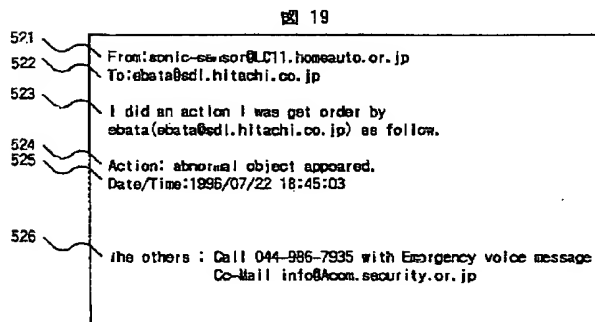 図 19
521 From:sonic-sensor@LC11.homeauto.or.jp
522 To:ebata@sdl.hitachi.co.jp
523 I did an action I was get order by
ebata(ebata@sdl.hitachi.co.jp) as follow.
524 Action: abnormal object appeared.
525 Date/Time:1996/07/22 18:45:03
526 The others : Call 044-986-7935 with Emergency voice message
Cc-Mail info@Acom.security.or.jp